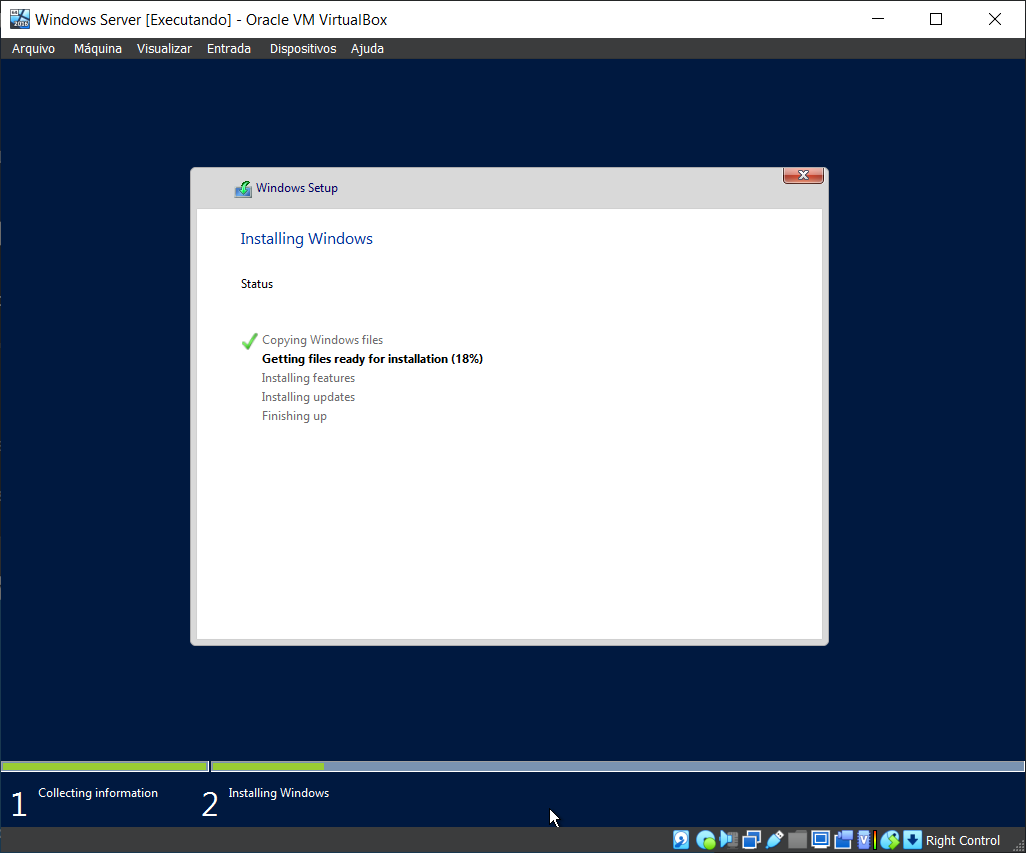 Windows Server [Executando] - Oracle VM VirtualBox
Arquivo Máquina Visualizar Entrada Dispositivos Ajuda
Windows Setup
Installing Windows
Status
Copying Windows files
Getting files ready for installation (18%)
Installing features
Installing updates
Finishing up
1 Collecting information 2 Installing Windows
Right Control